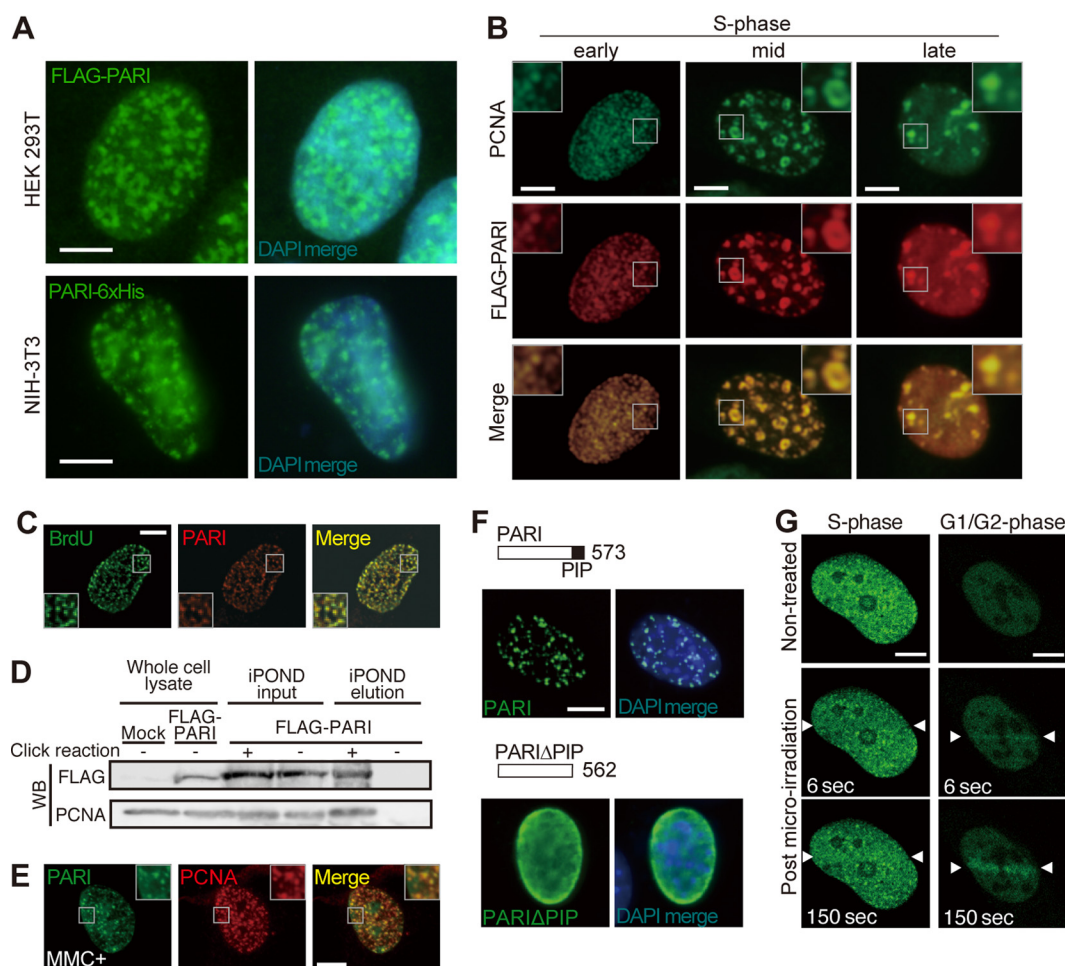 A
FLAG-PARI
HEK 293T
DAPI merge
PARI-6xHis
NIH-3T3
DAPI merge
B
S-phase
early mid late
PCNA
FLAG-PARI
Merge
C
BrdU PARI Merge
D
Whole cell
lysate
iPOND
input
iPOND
elution
Mock
FLAG-
PARI
FLAG-PARI
Click reaction - - + - + -
WB
FLAG
PCNA
E
PARI PCNA Merge
MMC+
F
PARI
573
PIP
PARI DAPI merge
PARIΔPIP
562
PARIΔPIP DAPI merge
G
S-phase G1/G2-phase
Non-treated
Post micro-irradiation
6 sec 6 sec
150 sec 150 sec